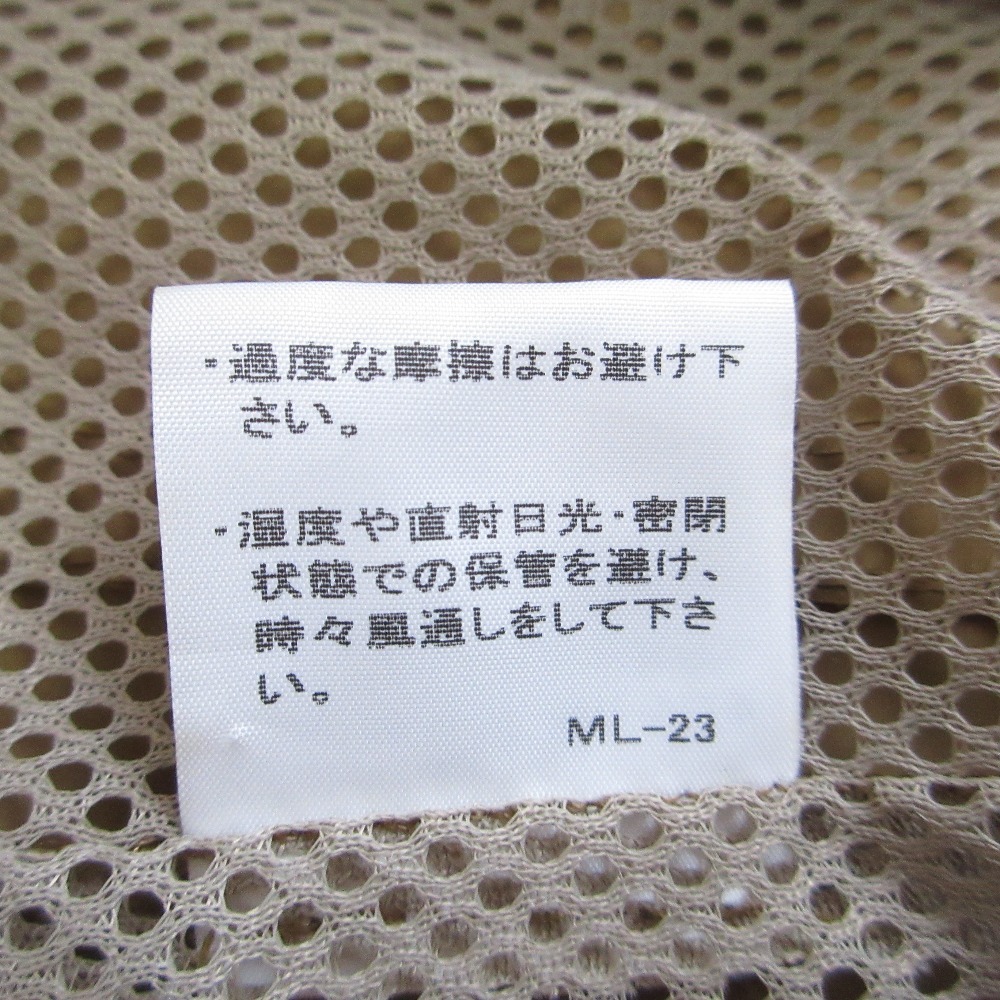 ・過度な摩擦はお避け下
さい。
・湿度や直射日光・密閉
状態での保管を避け、
時々風通しをして下さ
い。
ML-23